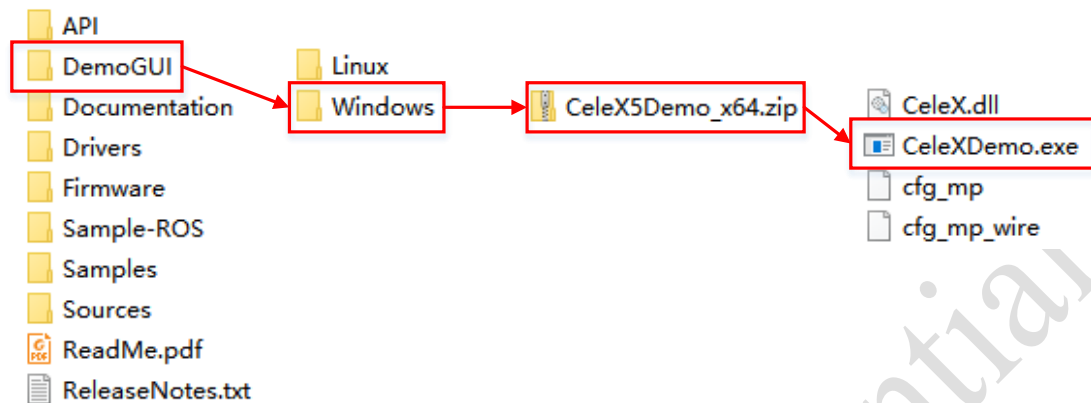 API
DemoGUI
Documentation
Drivers
Firmware
Sample-ROS
Samples
Sources
ReadMe.pdf
ReleaseNotes.txt
Linux
Windows
CeleX5Demo_x64.zip
CeleX.dll
CeleXDemo.exe
cfg_mp
cfg_mp_wire